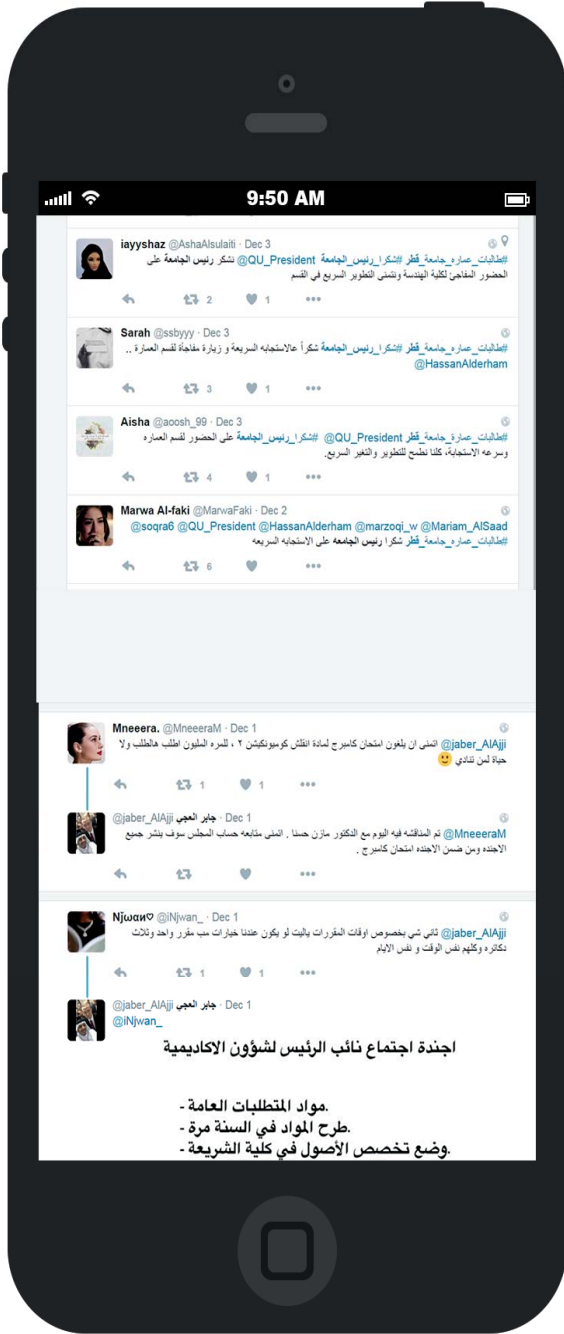 9:50 AM
iayyshaz @AshaAlsulaiti · Dec 3
#طالبات_عماره_جامعة_قطر #شكرا_رئيس_الجامعة @QU_President نشكر رئيس الجامعة على
الحضور المفاجئ لكلية الهندسة ونتمنى التطوير السريع في القسم
2 1
Sarah @ssbyyy · Dec 3
#طالبات_عماره_جامعة_قطر #شكرا_رئيس_الجامعة شكراً عالاستجابه السريعة و زيارة مفاجأة لقسم العمارة ..
@HassanAlderham
3 1
Aisha @aoosh_99 · Dec 3
#طالبات_عمارة_جامعة_قطر @QU_President #شكرا_رئيس_الجامعة على الحضور لقسم العماره
وسرعه الاستجابة، كلنا نطمح للتطوير والتغير السريع.
4 1
Marwa Al-faki @MarwaFaki · Dec 2
@soqra6 @QU_President @HassanAlderham @marzoqi_w @Mariam_AlSaad
#طالبات_عماره_جامعة_قطر شكرا رئيس الجامعه على الاستجابه السريعه
6
Mneeera. @MneeeraM · Dec 1
@jaber_AlAjji اتمنى ان يلغون امتحان كامبرج لمادة انقلش كوميونكيشن ٢ ، للمره المليون اطلب هالطلب ولا
حياة لمن تنادي 🙂
1 1
@jaber_AlAjji جابر العجي · Dec 1
@MneeeraM تم المناقشه فيه اليوم مع الدكتور مازن حسنا . اتمنى متابعه حساب المجلس سوف ينشر جميع
الاجنده ومن ضمن الاجنده امتحان كامبرج .
Njωαи♡ @iNjwan_ · Dec 1
@jaber_AlAjji ثاني شي بخصوص اوقات المقررات ياليت لو يكون عندنا خيارات مب مقرر واحد وثلاث
دكاتره وكلهم نفس الوقت و نفس الايام
1 1
@jaber_AlAjji جابر العجي · Dec 1
@iNjwan_
اجندة اجتماع نائب الرئيس لشؤون الاكاديمية
- مواد المتطلبات العامة.
- طرح المواد في السنة مرة.
- وضع تخصص الأصول في كلية الشريعة.